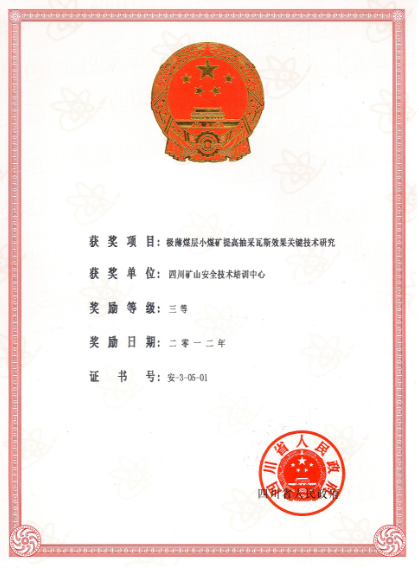 获奖项目：极薄煤层小煤矿提高抽采瓦斯效果关键技术研究
获奖单位：四川矿山安全技术培训中心
奖励等级：三等
奖励日期：二零一二年
证书号：安-3-05-01
四川省人民政府
四川省人民政府